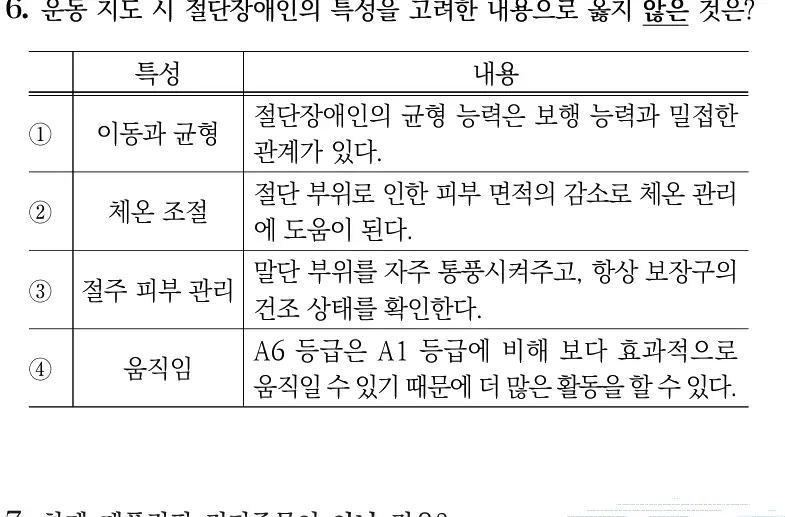 6. 운동 지도 시 절단장애인의 특성을 고려한 내용으로 옳지 않은 것은?
특성 내용
① 이동과 균형 절단장애인의 균형 능력은 보행 능력과 밀접한
관계가 있다.
② 체온 조절 절단 부위로 인한 피부 면적의 감소로 체온 관리
에 도움이 된다.
③ 절주 피부 관리 말단 부위를 자주 통풍시켜주고, 항상 보장구의
건조 상태를 확인한다.
④ 움직임 A6 등급은 A1 등급에 비해 보다 효과적으로
움직일 수 있기 때문에 더 많은 활동을 할 수 있다.